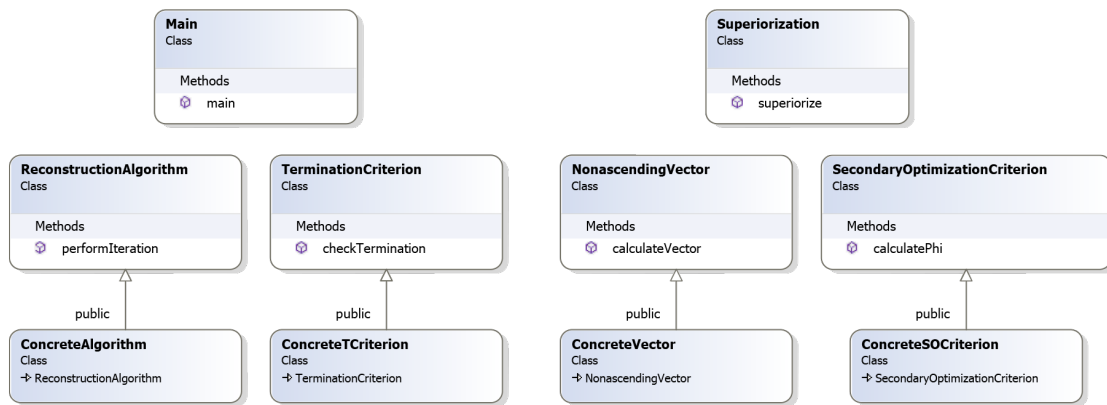 Main
Class
Methods
main
Superiorization
Class
Methods
superiorize
ReconstructionAlgorithm
Class
Methods
performIteration
TerminationCriterion
Class
Methods
checkTermination
NonascendingVector
Class
Methods
calculateVector
SecondaryOptimizationCriterion
Class
Methods
calculatePhi
public
public
public
public
ConcreteAlgorithm
Class
ReconstructionAlgorithm
ConcreteTCriterion
Class
TerminationCriterion
ConcreteVector
Class
NonascendingVector
ConcreteSOCriterion
Class
SecondaryOptimizationCriterion